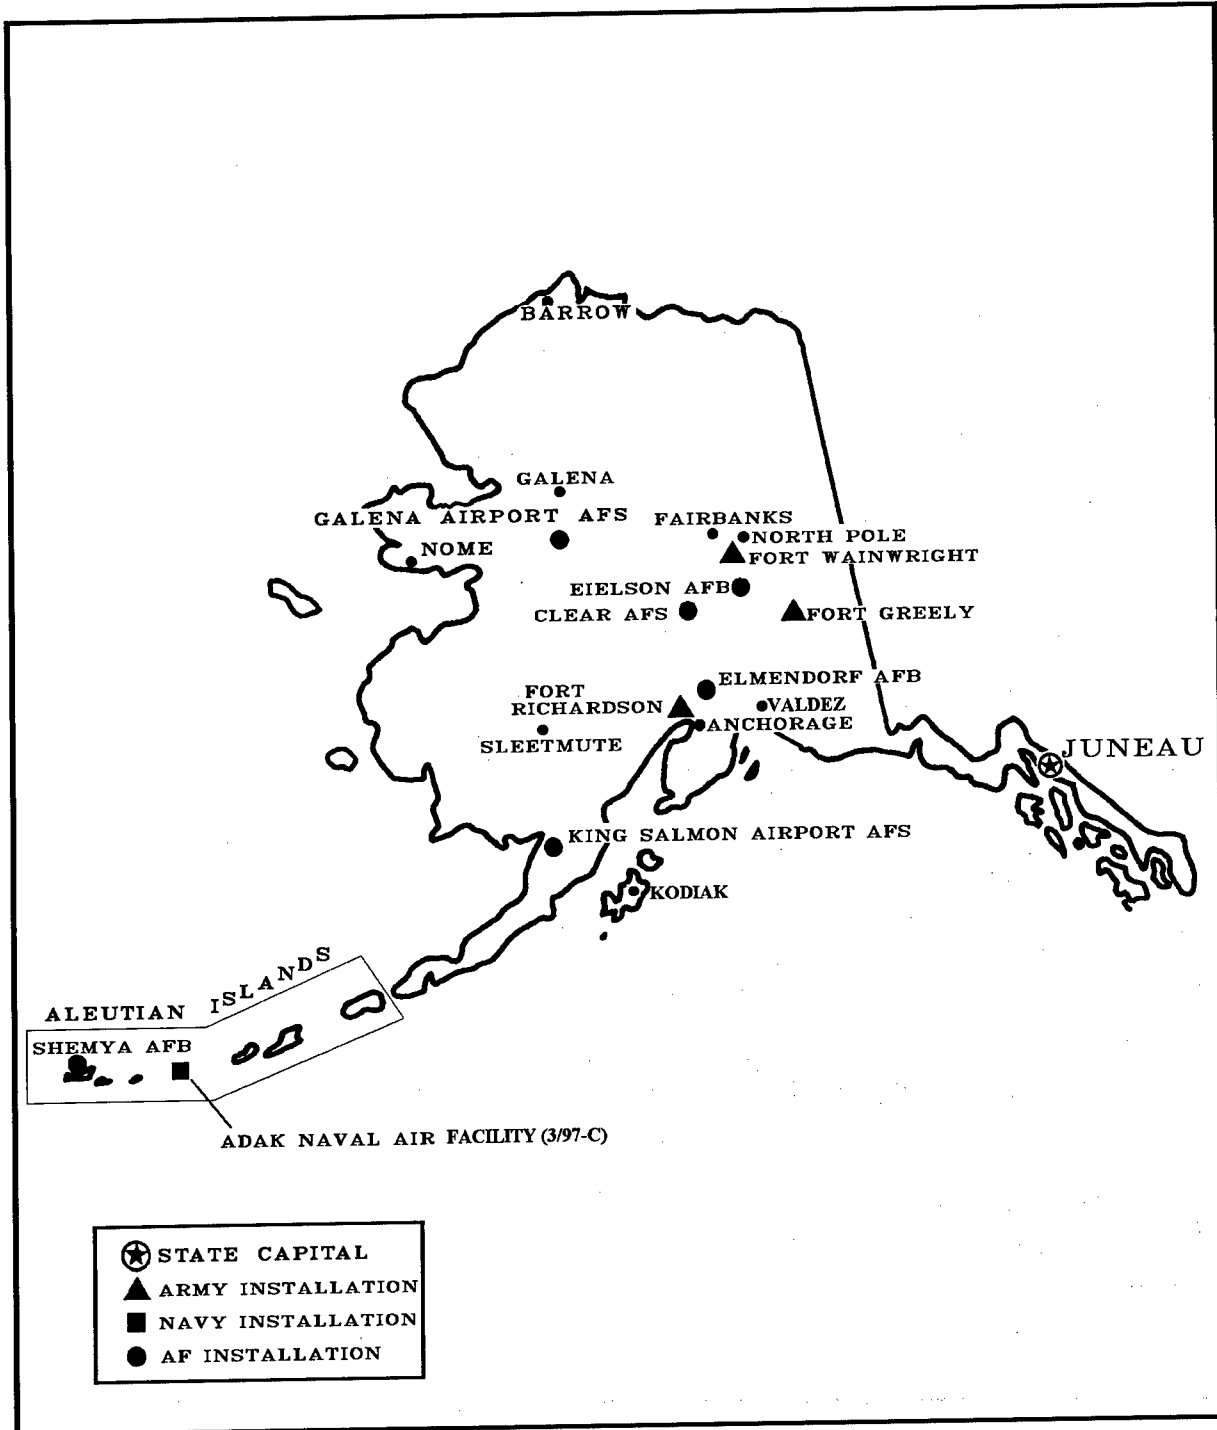 BARROW
GALENA
GALENA AIRPORT AFS
FAIRBANKS
NORTH POLE
NOME
FORT WAINWRIGHT
EIELSON AFB
CLEAR AFS
FORT GREELY
ELMENDORF AFB
FORT
RICHARDSON
VALDEZ
ANCHORAGE
SLEETMUTE
JUNEAU
KING SALMON AIRPORT AFS
KODIAK
ALEUTIAN ISLANDS
SHEMYA AFB
ADAK NAVAL AIR FACILITY (3/97-C)
STATE CAPITAL
ARMY INSTALLATION
NAVY INSTALLATION
AF INSTALLATION